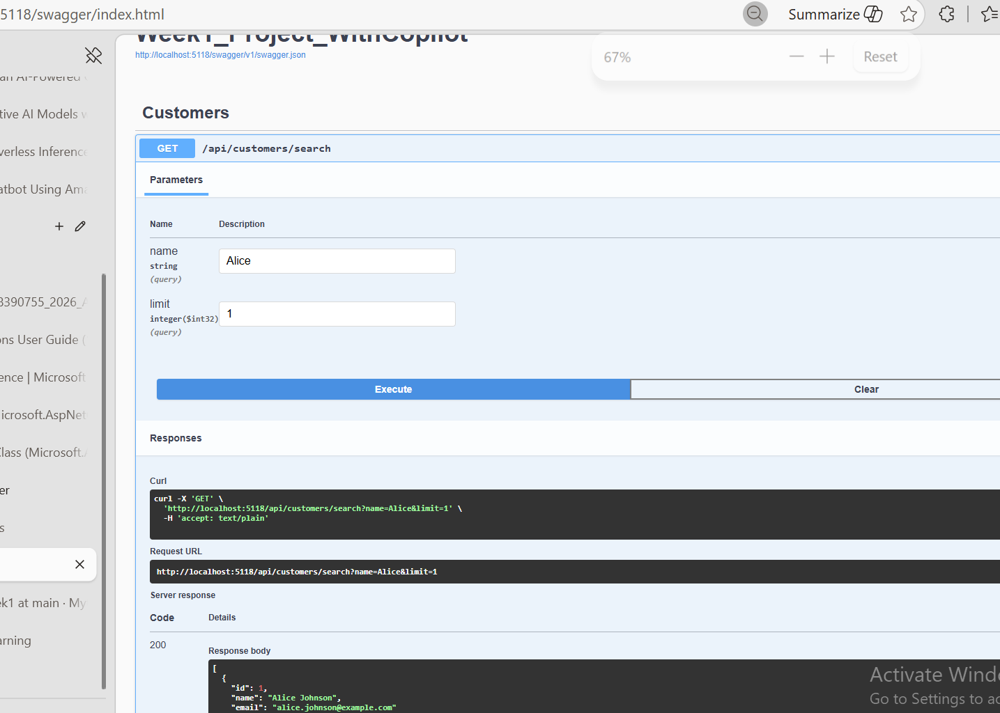 5118/swagger/index.html
Summarize
67%
Reset
Week1_Project_WithCopilot
http://localhost:5118/swagger/v1/swagger.json
an AI-Powered
tive AI Models w
verless Inference
atbot Using Ama
8390755_2026_A
ons User Guide (
ence | Microsoft
icrosoft.AspNet
Class (Microsoft.A
er
s
ek1 at main · My
arning
Customers
GET /api/customers/search
Parameters
Name Description
name
string
(query)
Alice
limit
integer($int32)
(query)
1
Execute
Clear
Responses
Curl
curl -X 'GET' \
'http://localhost:5118/api/customers/search?name=Alice&limit=1' \
-H 'accept: text/plain'
Request URL
http://localhost:5118/api/customers/search?name=Alice&limit=1
Server response
Code Details
200
Response body
[
{
"id": 1,
"name": "Alice Johnson",
"email": "alice.johnson@example.com"
Activate Wind
Go to Settings to ac